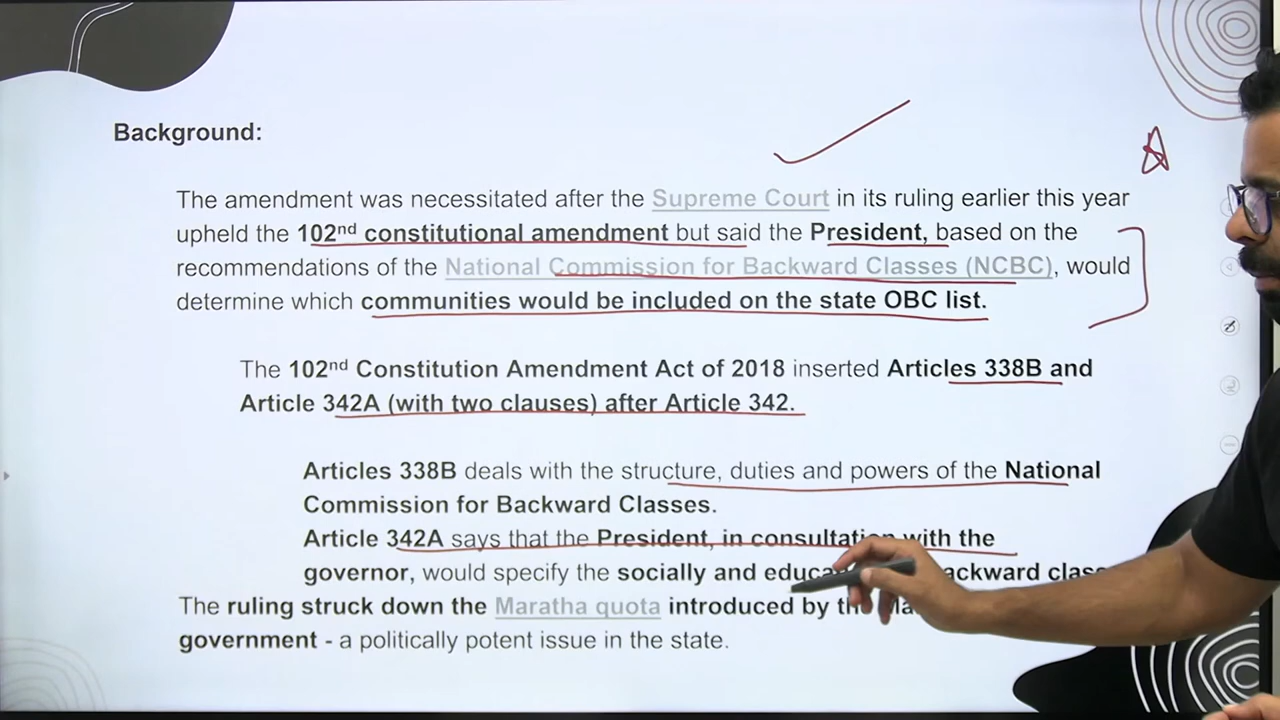 Background:
The amendment was necessitated after the Supreme Court in its ruling earlier this year
upheld the 102nd constitutional amendment but said the President, based on the
recommendations of the National Commission for Backward Classes (NCBC), would
determine which communities would be included on the state OBC list.
The 102nd Constitution Amendment Act of 2018 inserted Articles 338B and
Article 342A (with two clauses) after Article 342.
Articles 338B deals with the structure, duties and powers of the National
Commission for Backward Classes.
Article 342A says that the President, in consultation with the
governor, would specify the socially and
The ruling struck down the Maratha quota introduced by
government - a politically potent issue in the state.